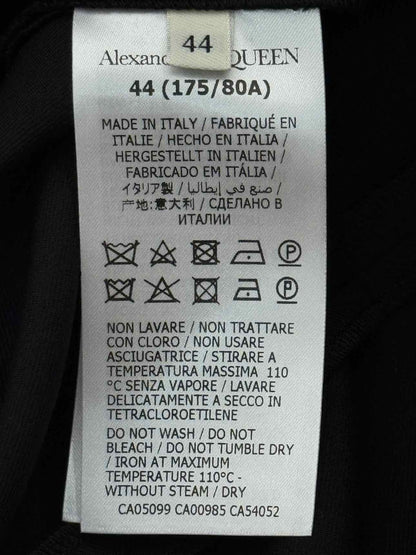 44
Alexand QUEEN
44 (175/80A)
MADE IN ITALY / FABRIQUÉ EN
ITALIE / HECHO EN ITALIA /
HERGESTELLT IN ITALIEN /
FABRICADO EM ITÁLIA /
イタリア製 / صنع في إيطاليا /
产地:意大利 / СДЕЛАНО В
ИТАЛИИ
P
P
NON LAVARE / NON TRATTARE
CON CLORO / NON USARE
ASCIUGATRICE / STIRARE A
TEMPERATURA MASSIMA 110
°C SENZA VAPORE / LAVARE
DELICATAMENTE A SECCO IN
TETRACLOROETILENE
DO NOT WASH / DO NOT
BLEACH / DO NOT TUMBLE DRY
/ IRON AT MAXIMUM
TEMPERATURE 110°C -
WITHOUT STEAM / DRY
CA05099 CA00985 CA54052